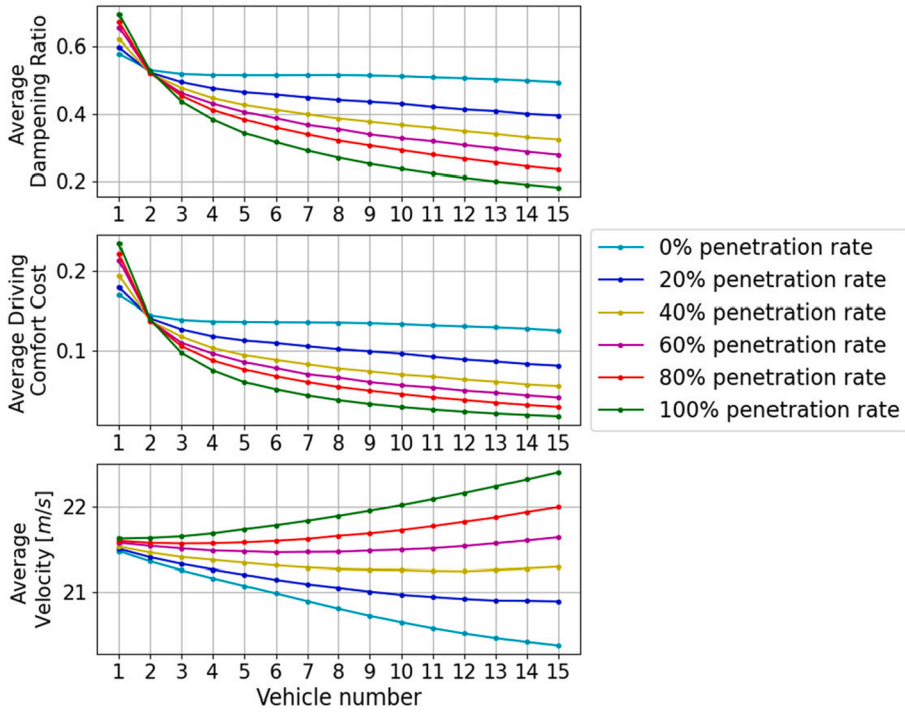 Average
Dampening Ratio
0.6
0.4
0.2
1 2 3 4 5 6 7 8 9 10 11 12 13 14 15
Average Driving
Comfort Cost
0.2
0.1
1 2 3 4 5 6 7 8 9 10 11 12 13 14 15
0% penetration rate
20% penetration rate
40% penetration rate
60% penetration rate
80% penetration rate
100% penetration rate
Average
Velocity [m/s]
22
21
1 2 3 4 5 6 7 8 9 10 11 12 13 14 15
Vehicle number